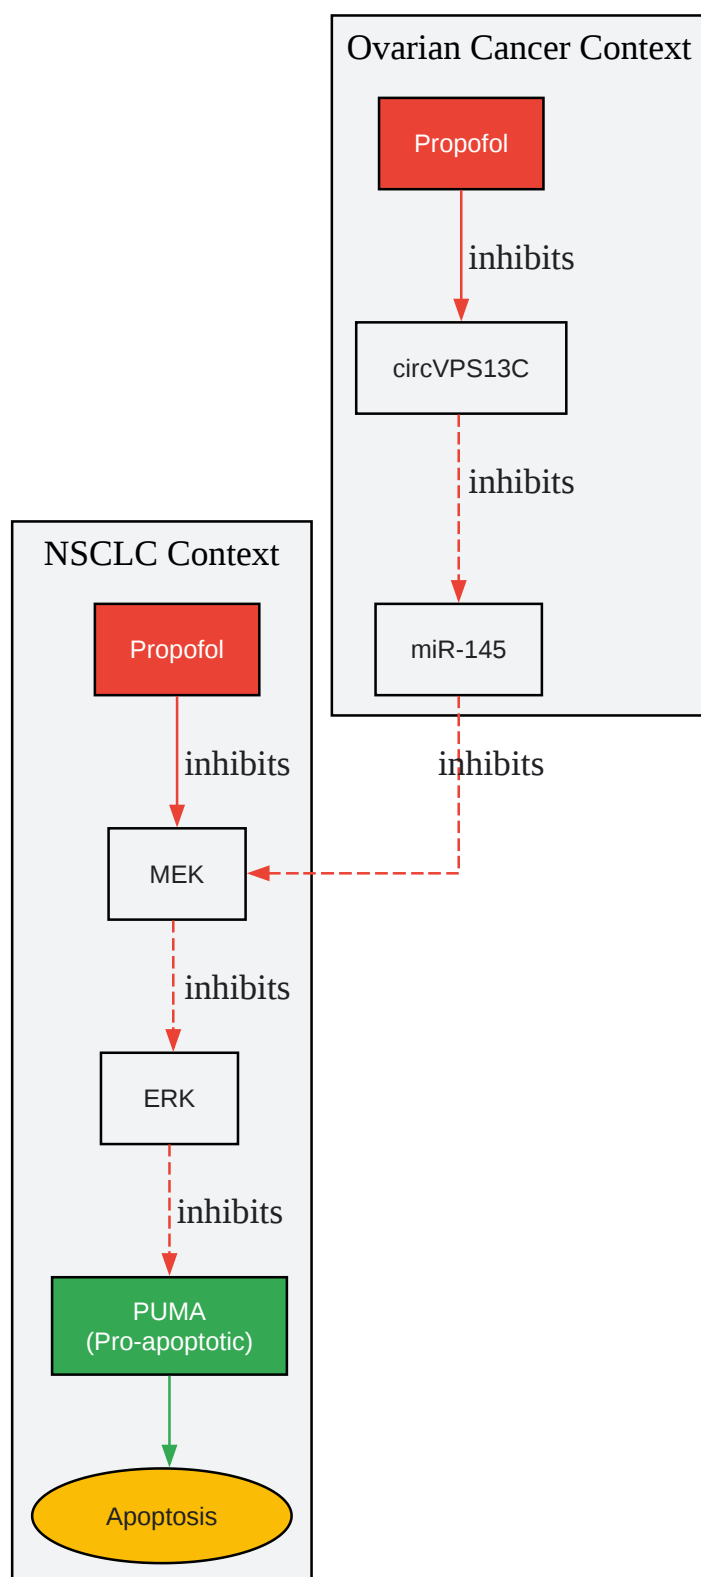 Ovarian Cancer Context
Propofol
inhibits
circVPS13C
inhibits
miR-145
inhibits
NSCLC Context
Propofol
inhibits
MEK
inhibits
ERK
inhibits
PUMA
(Pro-apoptotic)
Apoptosis